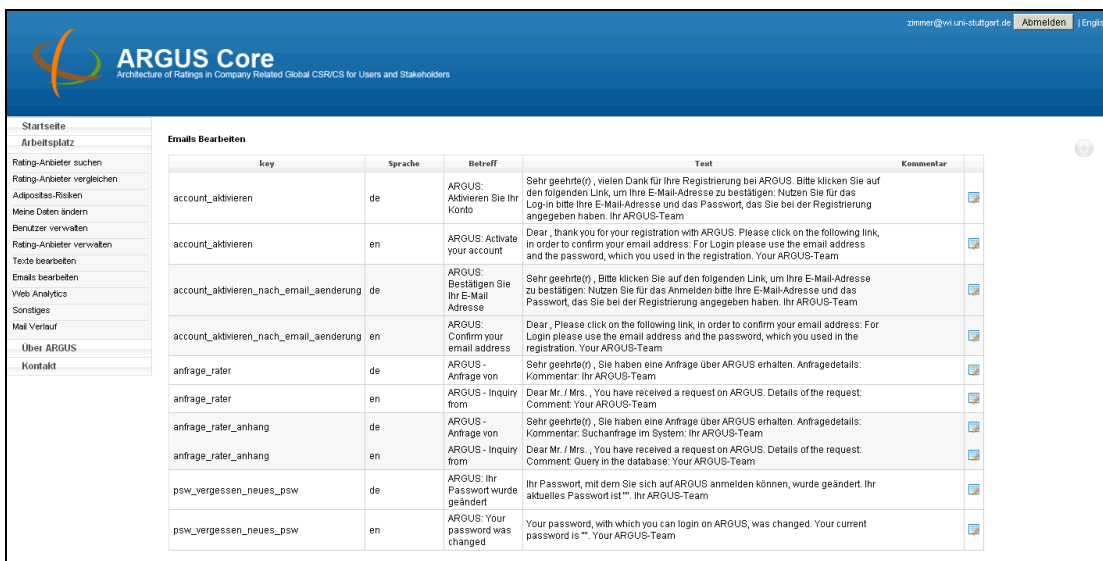 zimmer@wi.uni-stuttgart.de Abmelden | Englis
ARGUS Core
Architecture of Ratings in Company Related Global CSR/CS for Users and Stakeholders
Startseite
Arbeitsplatz
Rating-Anbieter suchen
Rating-Anbieter vergleichen
Adipositas-Risiken
Meine Daten ändern
Benutzer verwalten
Rating-Anbieter verwalten
Texte bearbeiten
Emails bearbeiten
Web Analytics
Sonstiges
Mail Verlauf
Über ARGUS
Kontakt
Emails Bearbeiten
key Sprache Betreff Text Kommentar
account_aktivieren
de
ARGUS:
Aktivieren Sie Ihr
Konto
Sehr geehrte(r) , vielen Dank für Ihre Registrierung bei ARGUS. Bitte klicken Sie auf
den folgenden Link, um Ihre E-Mail-Adresse zu bestätigen: Nutzen Sie für das
Log-in bitte Ihre E-Mail-Adresse und das Passwort, das Sie bei der Registrierung
angegeben haben. Ihr ARGUS-Team
account_aktivieren
en
ARGUS: Activate
your account
Dear , thank you for your registration with ARGUS. Please click on the following link,
in order to confirm your email address: For Login please use the email address
and the password, which you used in the registration. Your ARGUS-Team
account_aktivieren_nach_email_aenderung
de
ARGUS:
Bestätigen Sie
Ihr E-Mail
Adresse
Sehr geehrte(r) , Bitte klicken Sie auf den folgenden Link, um Ihre E-Mail-Adresse
zu bestätigen: Nutzen Sie für das Anmelden bitte Ihre E-Mail-Adresse und das
Passwort, das Sie bei der Registrierung angegeben haben. Ihr ARGUS-Team
account_aktivieren_nach_email_aenderung
en
ARGUS:
Confirm your
email address
Dear , Please click on the following link, in order to confirm your email address: For
Login please use the email address and the password, which you used in the
registration. Your ARGUS-Team
anfrage_rater
de
ARGUS -
Anfrage von
Sehr geehrte(r) , Sie haben eine Anfrage über ARGUS erhalten. Anfragedetails:
Kommentar: Ihr ARGUS-Team
anfrage_rater
en
ARGUS - Inquiry
from
Dear Mr. / Mrs. , You have received a request on ARGUS. Details of the request:
Comment: Your ARGUS-Team
anfrage_rater_anhang
de
ARGUS -
Anfrage von
Sehr geehrte(r) , Sie haben eine Anfrage über ARGUS erhalten. Anfragedetails:
Kommentar: Suchanfrage im System: Ihr ARGUS-Team
anfrage_rater_anhang
en
ARGUS - Inquiry
from
Dear Mr. / Mrs. , You have received a request on ARGUS. Details of the request:
Comment: Query in the database: Your ARGUS-Team
psw_vergessen_neues_psw
de
ARGUS: Ihr
Passwort wurde
geändert
Ihr Passwort, mit dem Sie sich auf ARGUS anmelden können, wurde geändert. Ihr
aktuelles Passwort ist "". Ihr ARGUS-Team
psw_vergessen_neues_psw
en
ARGUS: Your
password was
changed
Your password, with which you can login on ARGUS, was changed. Your current
password is "". Your ARGUS-Team